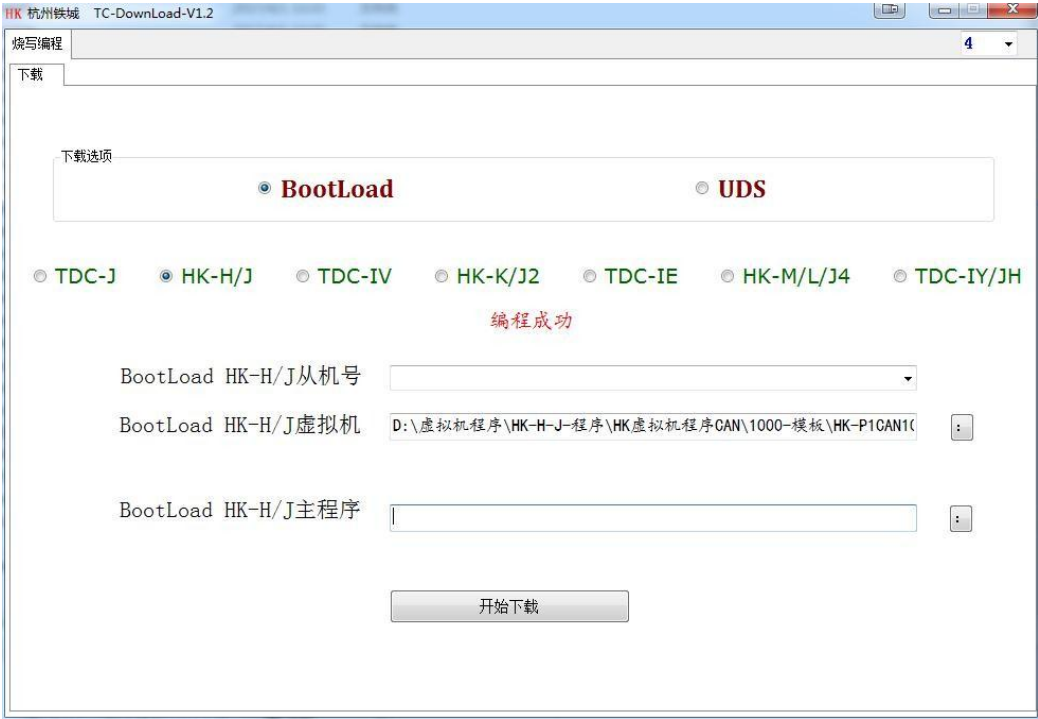 HK 杭州铁城 TC-DownLoad-V1.2
烧写编程 4
下载
下载选项
BootLoad UDS
TDC-J HK-H/J TDC-IV HK-K/J2 TDC-IE HK-M/L/J4 TDC-IY/JH
编程成功
BootLoad HK-H/J从机号
BootLoad HK-H/J虚拟机 D:\虚拟机程序\HK-H-J-程序\HK虚拟机程序CAN\1000-模板\HK-P1CAN10 :
BootLoad HK-H/J主程序 :
开始下载